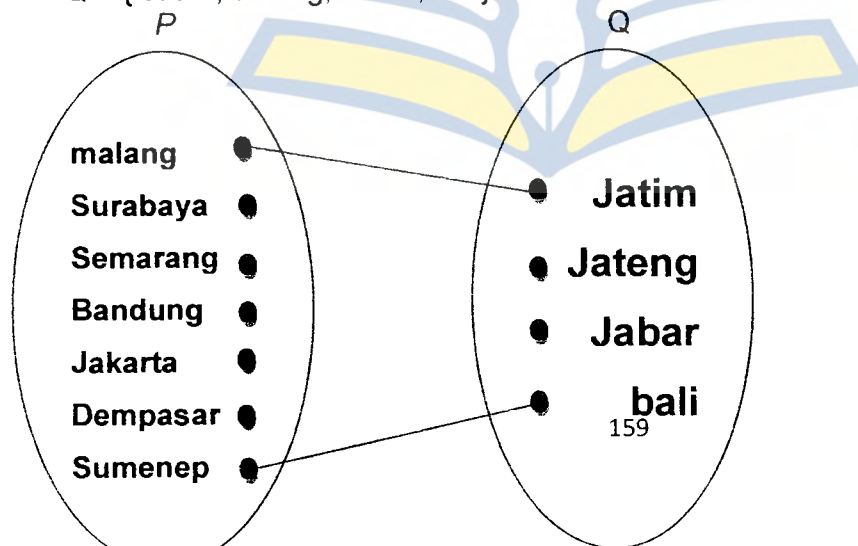 P
Q
malang
Surabaya
Semarang
Bandung
Jakarta
Dempasar
Sumenep
Jatim
Jateng
Jabar
bali
159